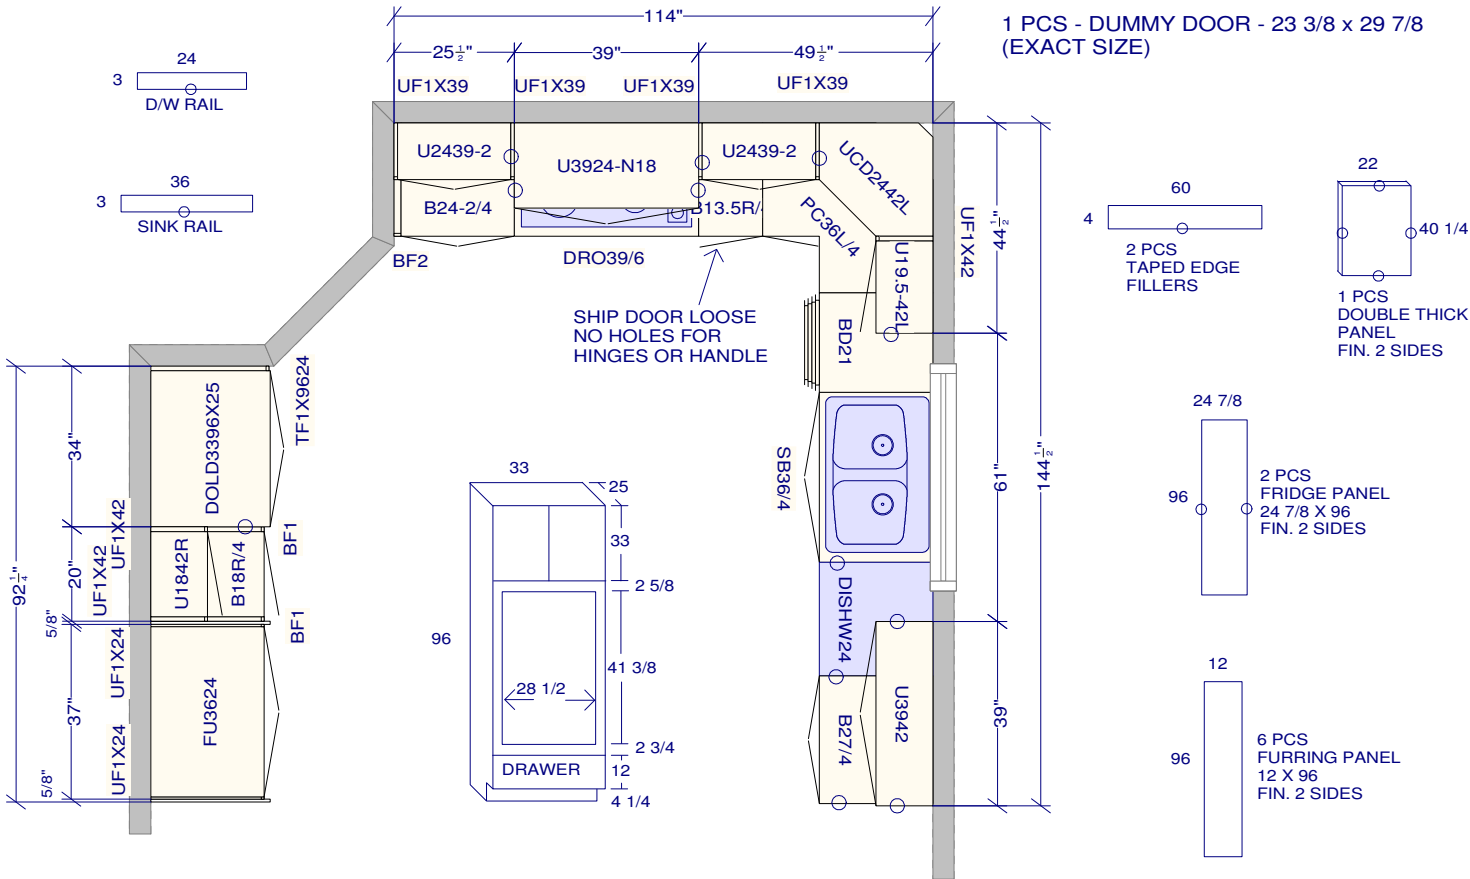 114"
1 PCS - DUMMY DOOR - 23 3/8 x 29 7/8
(EXACT SIZE)
25 1/2"
39"
49 1/2"
UF1X39
UF1X39
UF1X39
UF1X39
24
3
D/W RAIL
36
3
SINK RAIL
U2439-2
U3924-N18
U2439-2
UCD2442L
B24-2/4
B13.5R/4
PC36L/4
BF2
DRO39/6
U19.5-42L
UF1X42
44 1/2"
SHIP DOOR LOOSE
NO HOLES FOR
HINGES OR HANDLE
BD21
60
4
2 PCS
TAPED EDGE
FILLERS
22
40 1/4
1 PCS
DOUBLE THICK
PANEL
FIN. 2 SIDES
34"
DOLD3396X25
TF1X9624
SB36/4
61"
144 1/2"
24 7/8
96
2 PCS
FRIDGE PANEL
24 7/8 X 96
FIN. 2 SIDES
92 1/4"
20"
UF1X42
UF1X42
U1842R
B18R/4
BF1
BF1
5/8"
37"
5/8"
UF1X24
UF1X24
FU3624
33
25
33
2 5/8
96
41 3/8
28 1/2
2 3/4
DRAWER
12
4 1/4
DISHW24
B27/4
U3942
39"
12
96
6 PCS
FURRING PANEL
12 X 96
FIN. 2 SIDES